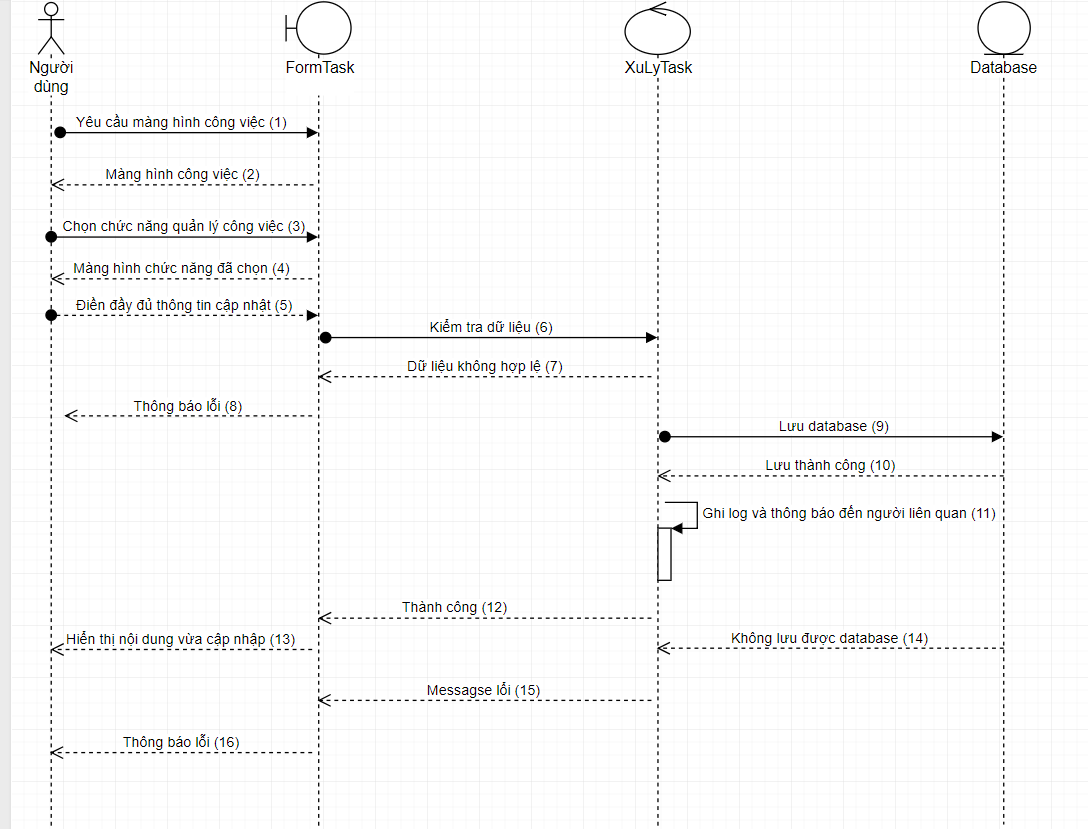 Người
dùng
FormTask
XuLyTask
Database
Yêu cầu màng hình công việc (1)
Màng hình công việc (2)
Chọn chức năng quản lý công việc (3)
Màng hình chức năng đã chọn (4)
Điền đầy đủ thông tin cập nhật (5)
Kiểm tra dữ liệu (6)
Dữ liệu không hợp lê (7)
Thông báo lỗi (8)
Lưu database (9)
Lưu thành công (10)
Ghi log và thông báo đến người liên quan (11)
Thành công (12)
Hiển thị nội dung vừa cập nhập (13)
Không lưu được database (14)
Messagse lỗi (15)
Thông báo lỗi (16)